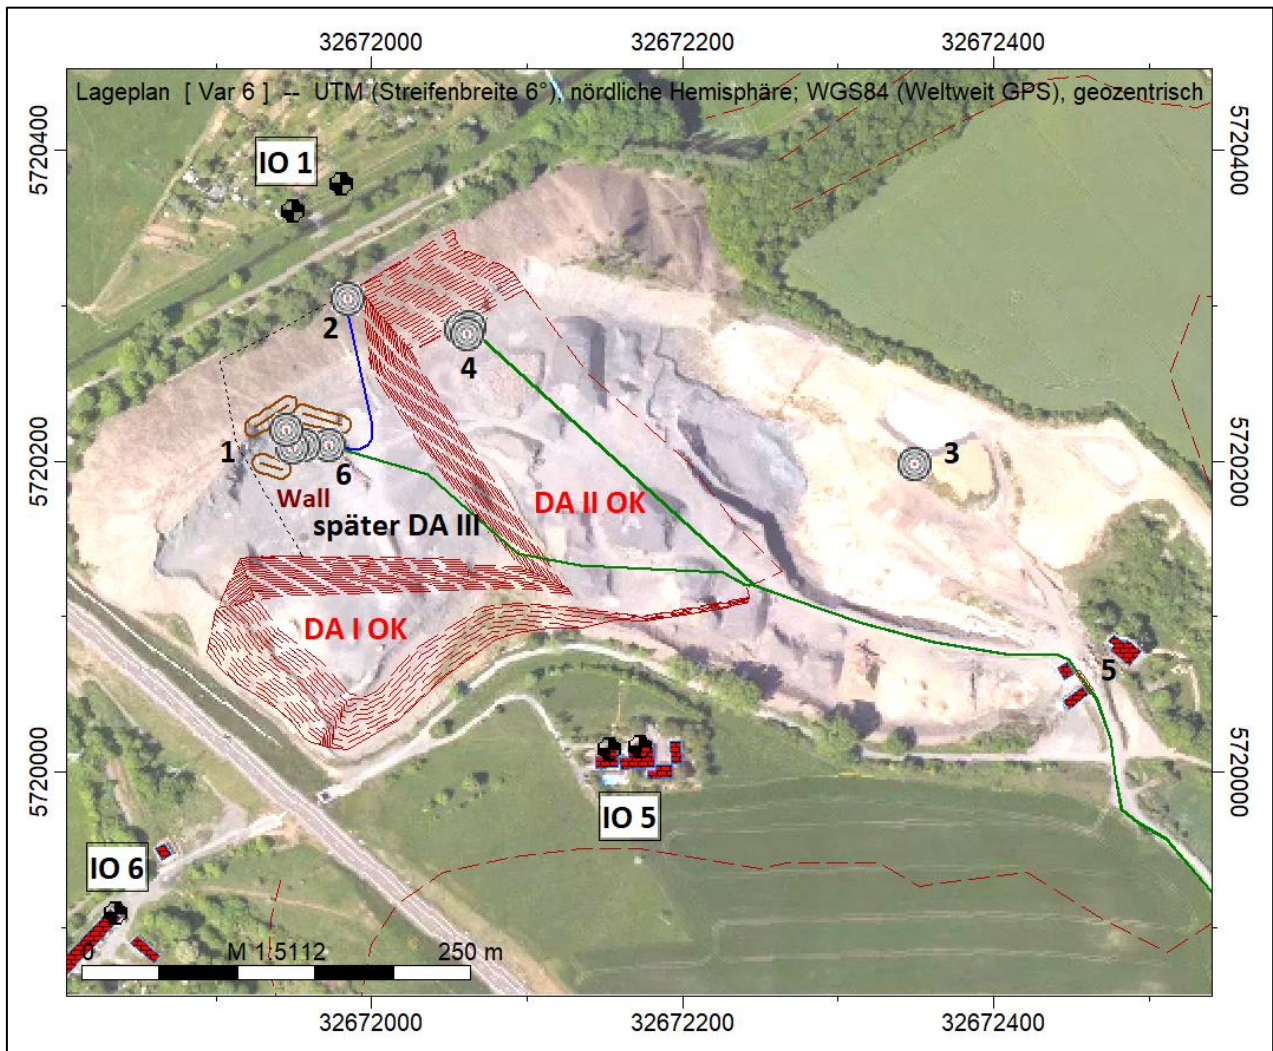 32672000 32672200 32672400
Lageplan [ Var 6 ] -- UTM (Streifenbreite 6°), nördliche Hemisphäre; WGS84 (Weltweit GPS), geozentrisch
5720400
5720400
IO 1
2
4
1
6
3
5720200
5720200
Wall
später DA III
DA II OK
DA I OK
5
5720000
5720000
IO 5
IO 6
0 M 1:5112 250 m
32672000 32672200 32672400